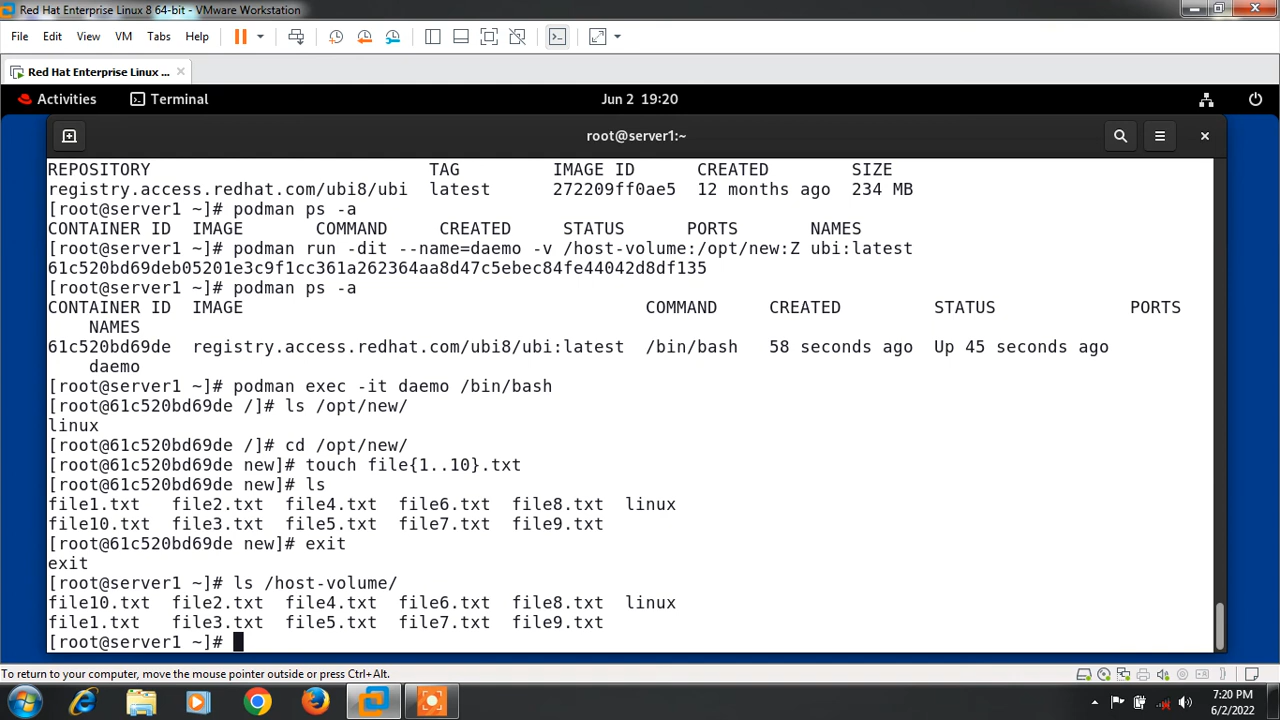 Red Hat Enterprise Linux 8 64-bit - VMware Workstation
File Edit View VM Tabs Help
Red Hat Enterprise Linux ...
Activities Terminal Jun 2 19:20
root@server1:~
REPOSITORY TAG IMAGE ID CREATED SIZE
registry.access.redhat.com/ubi8/ubi latest 272209ff0ae5 12 months ago 234 MB
[root@server1 ~]# podman ps -a
CONTAINER ID IMAGE COMMAND CREATED STATUS PORTS NAMES
[root@server1 ~]# podman run -dit --name=daemo -v /host-volume:/opt/new:Z ubi:latest
61c520bd69deb05201e3c9f1cc361a262364aa8d47c5ebec84fe44042d8df135
[root@server1 ~]# podman ps -a
CONTAINER ID IMAGE COMMAND CREATED STATUS PORTS
NAMES
61c520bd69de registry.access.redhat.com/ubi8/ubi:latest /bin/bash 58 seconds ago Up 45 seconds ago
daemo
[root@server1 ~]# podman exec -it daemo /bin/bash
[root@61c520bd69de /]# ls /opt/new/
linux
[root@61c520bd69de /]# cd /opt/new/
[root@61c520bd69de new]# touch file{1..10}.txt
[root@61c520bd69de new]# ls
file1.txt file2.txt file4.txt file6.txt file8.txt linux
file10.txt file3.txt file5.txt file7.txt file9.txt
[root@61c520bd69de new]# exit
exit
[root@server1 ~]# ls /host-volume/
file10.txt file2.txt file4.txt file6.txt file8.txt linux
file1.txt file3.txt file5.txt file7.txt file9.txt
[root@server1 ~]#
To return to your computer, move the mouse pointer outside or press Ctrl+Alt.
7:20 PM
6/2/2022